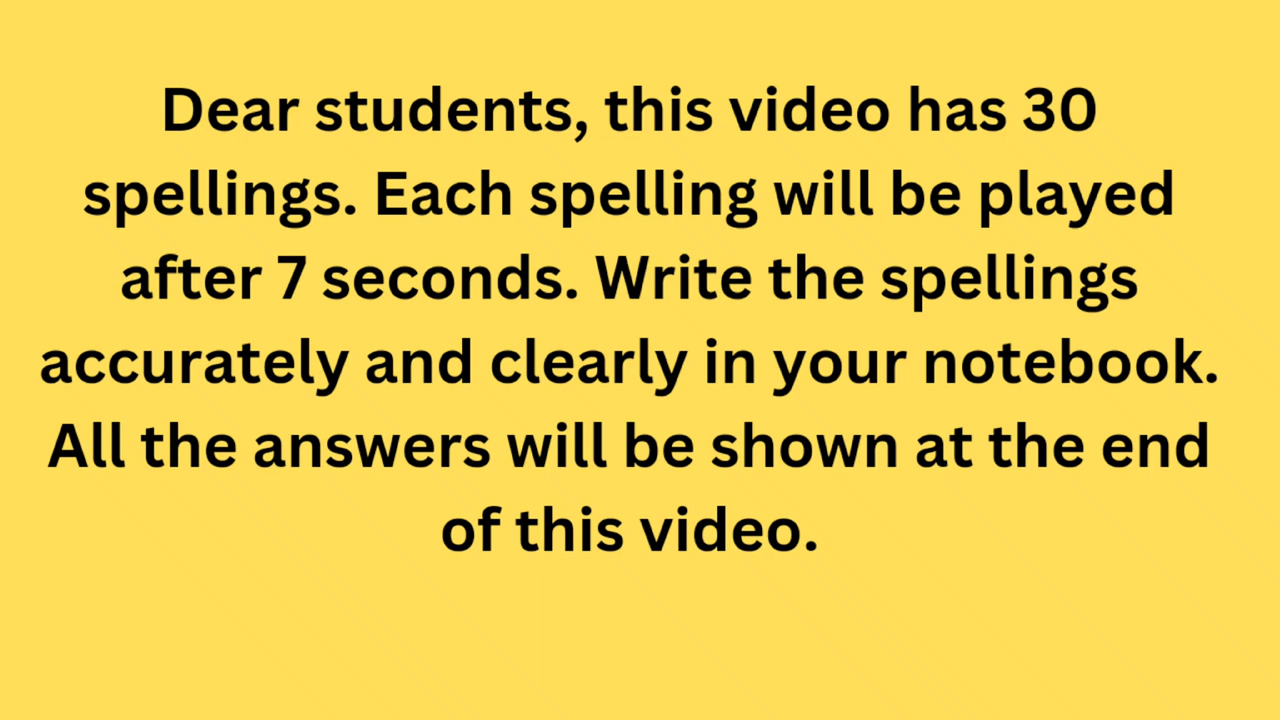 Dear students, this video has 30
spellings. Each spelling will be played
after 7 seconds. Write the spellings
accurately and clearly in your notebook.
All the answers will be shown at the end
of this video.